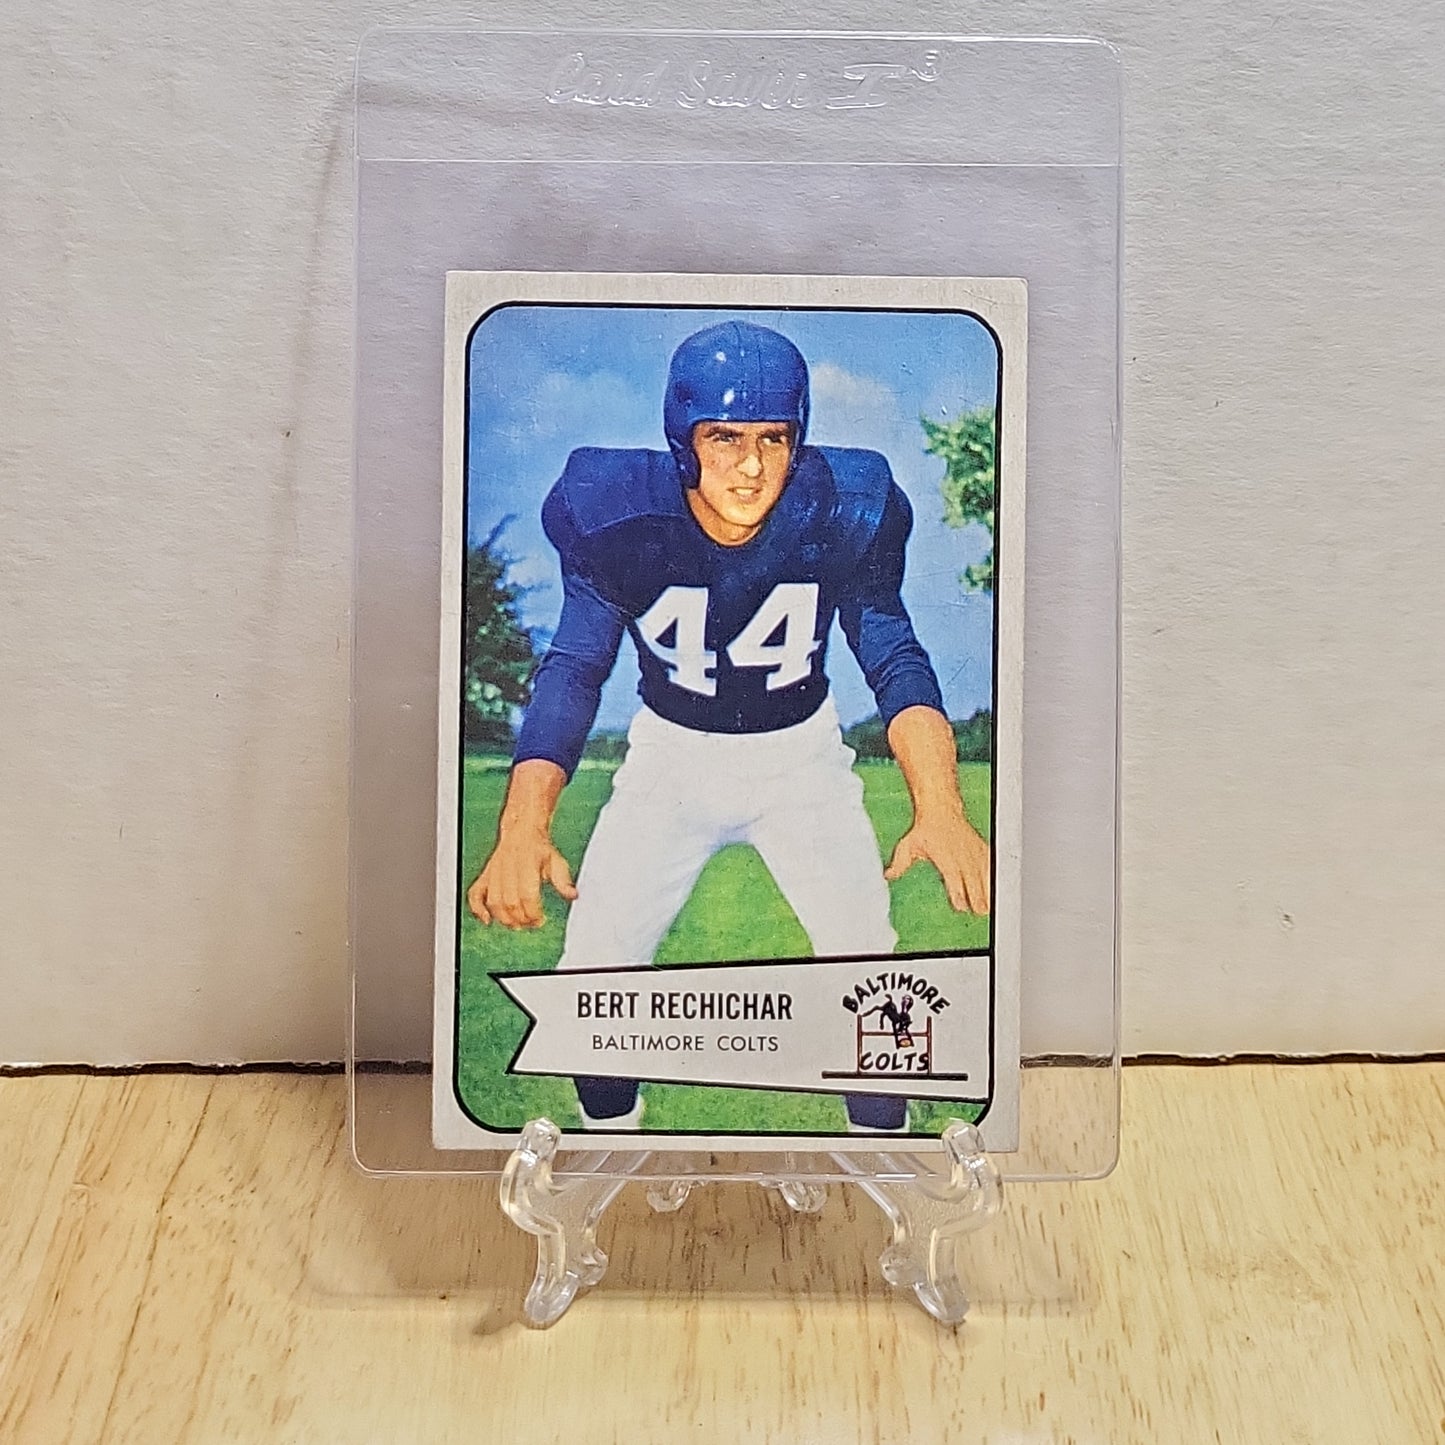 Card Saver I®
44
BERT RECHICHAR
BALTIMORE COLTS
BALTIMORE
COLTS